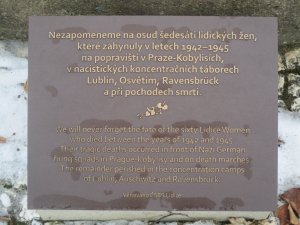 Nezapomeneme na osud šedesáti lidických žen,
které zahynuly v letech 1942–1945
na popravišti v Praze-Kobylisích,
v nacistických koncentračních táborech
Lublin, Osvětim, Ravensbrück
a při pochodech smrti.
We will never forget the fate of the sixty Lidice Women
who died between the years of 1942 and 1945.
Their tragic deaths occurred in front of Nazi German
firing squads in Prague-Kobylisy and on death marches.
The remainder perished in the concentration camps
of Lublin, Auschwitz and Ravensbrück.
Věnováno Lidice